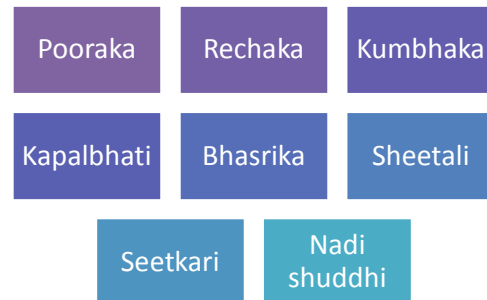 Pooraka
Rechaka
Kumbhaka
Kapalbhati
Bhasrika
Sheetali
Seetkari
Nadi
shuddhi